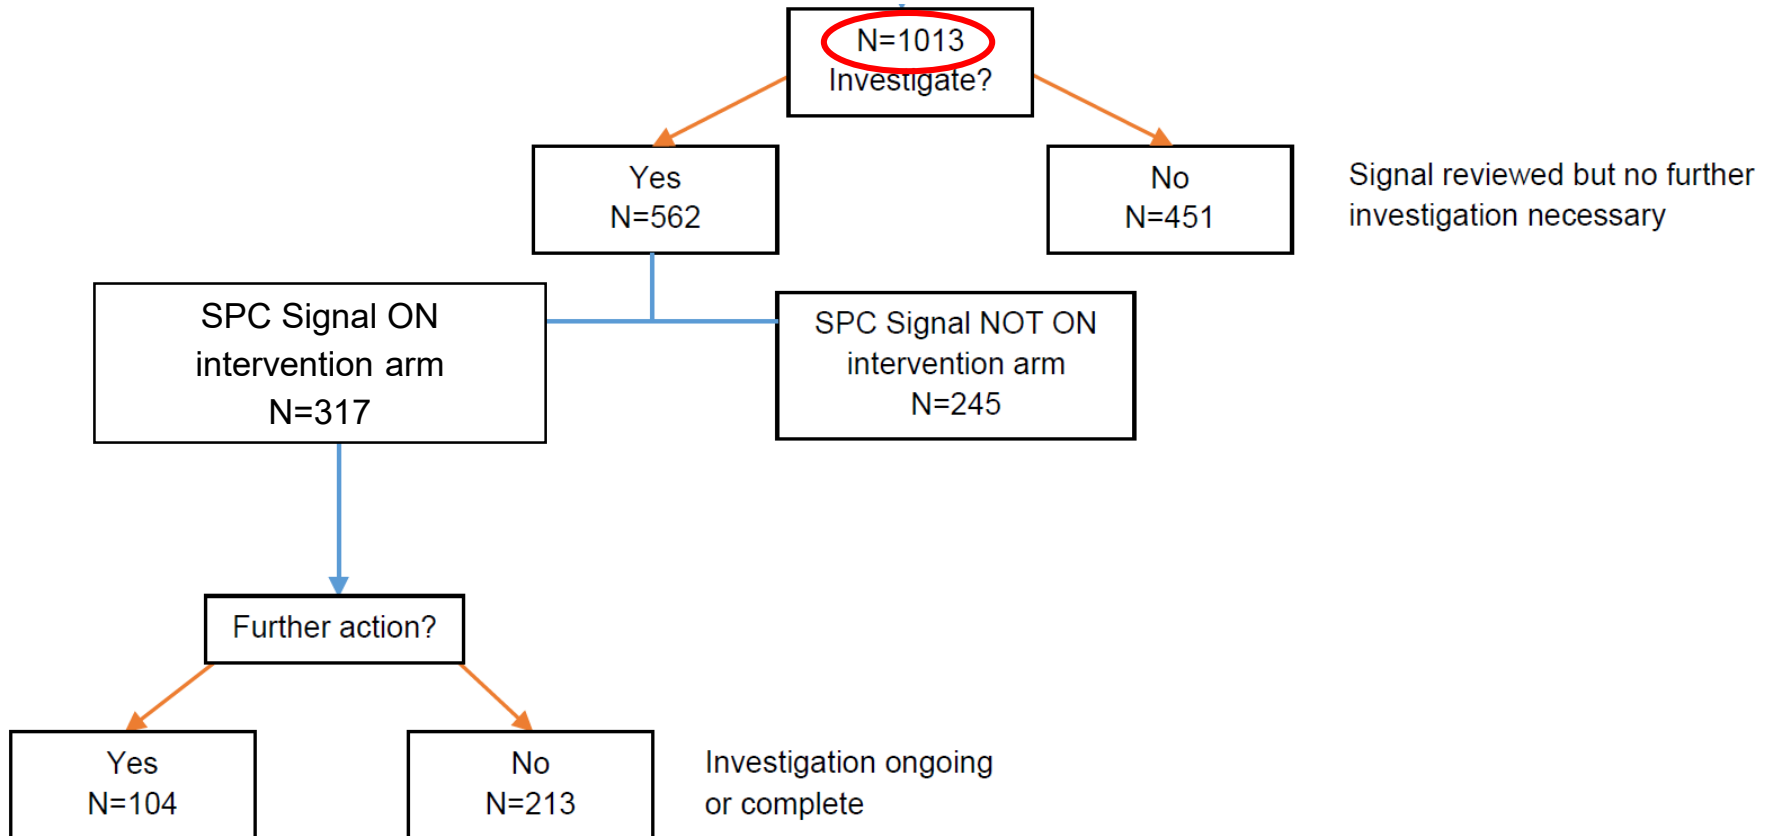 N=1013
Investigate?
Yes
N=562
No
N=451
Signal reviewed but no further
investigation necessary
SPC Signal ON
intervention arm
N=317
SPC Signal NOT ON
intervention arm
N=245
Further action?
Yes
N=104
No
N=213
Investigation ongoing
or complete